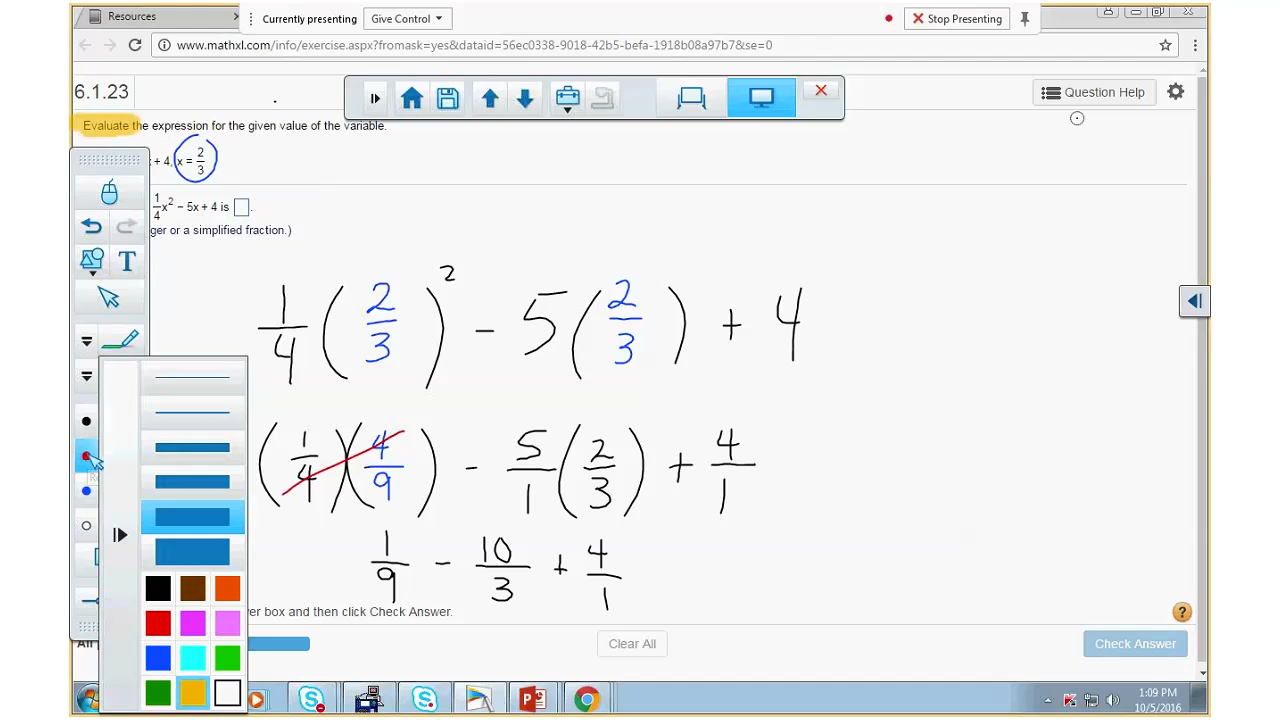 Resources
Currently presenting Give Control Stop Presenting
www.mathxl.com/info/exercise.aspx?fromask=yes&dataid=56ec0338-9018-42b5-befa-1918b08a97b7&se=0
6.1.23
Question Help
Evaluate the expression for the given value of the variable.
+ 4, x = 2/3
1/4 x² − 5x + 4 is .
ger or a simplified fraction.)
T
1/4 (2/3)² − 5 (2/3) + 4
(1/4)(4/9) − 5/1 (2/3) + 4/1
1/9 − 10/3 + 4/1
ver box and then click Check Answer.
?
Clear All
Check Answer
1:09 PM
10/5/2016